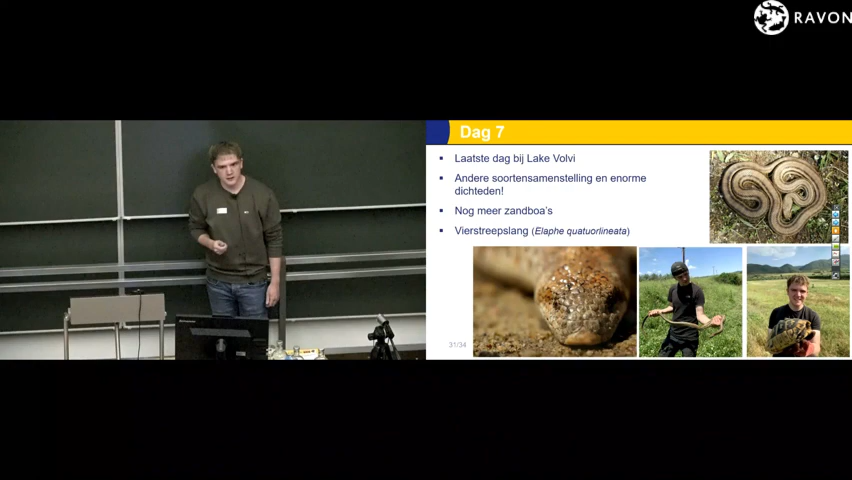 RAVON
Dag 7
▪ Laatste dag bij Lake Volvi
▪ Andere soortensamenstelling en enorme
dichteden!
▪ Nog meer zandboa's
▪ Vierstreepslang (Elaphe quatuorlineata)
31/34